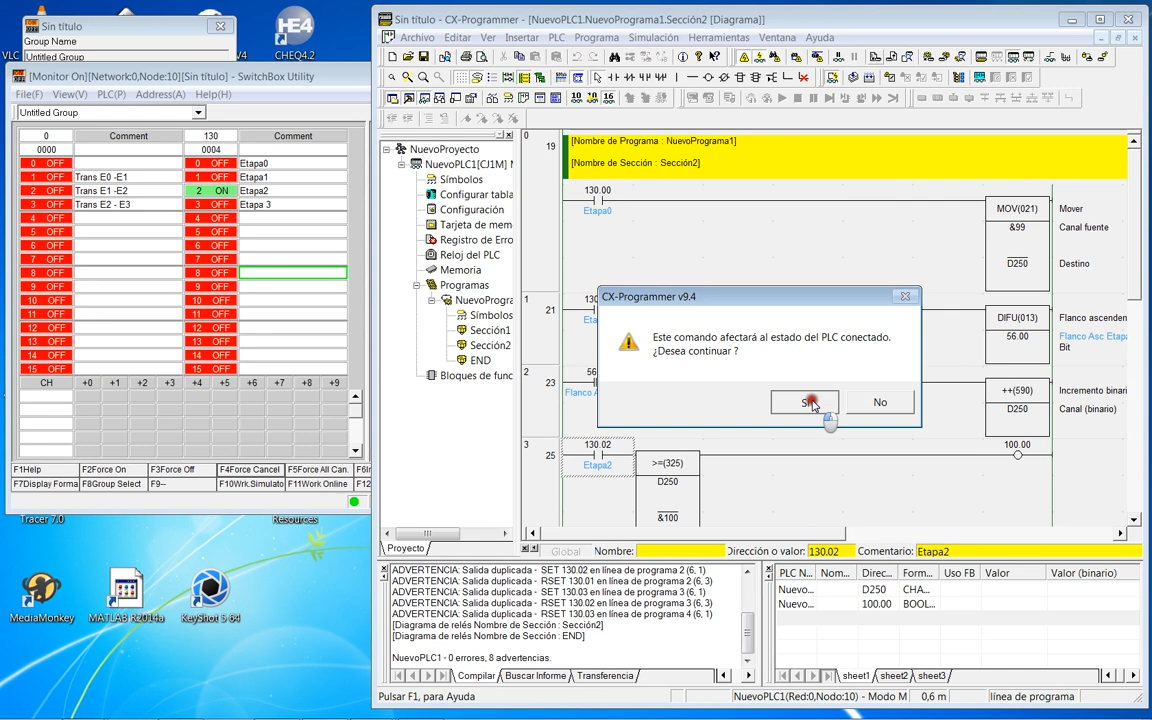 Sin título
Group Name
Untitled Group
VLC
V4
CHEQ4.2
[Monitor On][Network:0,Node:10][Sin título] - SwitchBox Utility
File(F) View(V) PLC(P) Address(A) Help(H)
Untitled Group
0 Comment 130 Comment
0000 0004
0 OFF 0 OFF Etapa0
1 OFF Trans E0 -E1 1 OFF Etapa1
2 OFF Trans E1 -E2 2 ON Etapa2
3 OFF Trans E2 - E3 3 OFF Etapa 3
4 OFF 4 OFF
5 OFF 5 OFF
6 OFF 6 OFF
7 OFF 7 OFF
8 OFF 8 OFF
9 OFF 9 OFF
10 OFF 10 OFF
11 OFF 11 OFF
12 OFF 12 OFF
13 OFF 13 OFF
14 OFF 14 OFF
15 OFF 15 OFF
CH +0 +1 +2 +3 +4 +5 +6 +7 +8 +9
F1Help F2Force On F3Force Off F4Force Cancel F5Force All Can. F6In
F7Display Forma F8Group Select F9-- F10Wrk.Simulato F11Work Online F12
Tracer 7.0
Resources
MediaMonkey
MATLAB R2014a
KeyShot 5 64
Sin título - CX-Programmer - [NuevoPLC1.NuevoPrograma1.Sección2 [Diagrama]]
Archivo Editar Ver Insertar PLC Programa Simulación Herramientas Ventana Ayuda
NuevoProyecto
NuevoPLC1[CJ1M]
Símbolos
Configurar tabla
Configuración
Tarjeta de mem
Registro de Erro
Reloj del PLC
Memoria
Programas
NuevoProgra
Símbolos
Sección1
Sección2
END
Bloques de func
Proyecto
0
19
[Nombre de Programa : NuevoPrograma1]
[Nombre de Sección : Sección2]
130.00
Etapa0
MOV(021) Mover
&99 Canal fuente
D250 Destino
1
21
DIFU(013) Flanco ascenden
56.00 Flanco Asc Etapa
Bit
2
23
Flanco A
++(590) Incremento binari
D250 Canal (binario)
3
25
130.02
Etapa2
>=(325)
D250
&100
100.00
CX-Programmer v9.4
Este comando afectará al estado del PLC conectado.
¿Desea continuar ?
No
Global Nombre: Dirección o valor: 130.02 Comentario: Etapa2
ADVERTENCIA: Salida duplicada - SET 130.02 en línea de programa 2 (6, 1)
ADVERTENCIA: Salida duplicada - RSET 130.01 en línea de programa 2 (6, 3)
ADVERTENCIA: Salida duplicada - SET 130.03 en línea de programa 3 (6, 1)
ADVERTENCIA: Salida duplicada - RSET 130.02 en línea de programa 3 (6, 3)
ADVERTENCIA: Salida duplicada - RSET 130.03 en línea de programa 4 (6, 1)
[Diagrama de relés Nombre de Sección : Sección2]
[Diagrama de relés Nombre de Sección : END]
NuevoPLC1 - 0 errores, 8 advertencias.
Compilar Buscar Informe Transferencia
PLC N... Nom... Direc... Form... Uso FB Valor Valor (binario)
Nuevo... D250 CHA...
Nuevo... 100.00 BOOL...
sheet1 sheet2 sheet3
Pulsar F1, para Ayuda
NuevoPLC1(Red:0,Nodo:10) - Modo M 0,6 m línea de programa